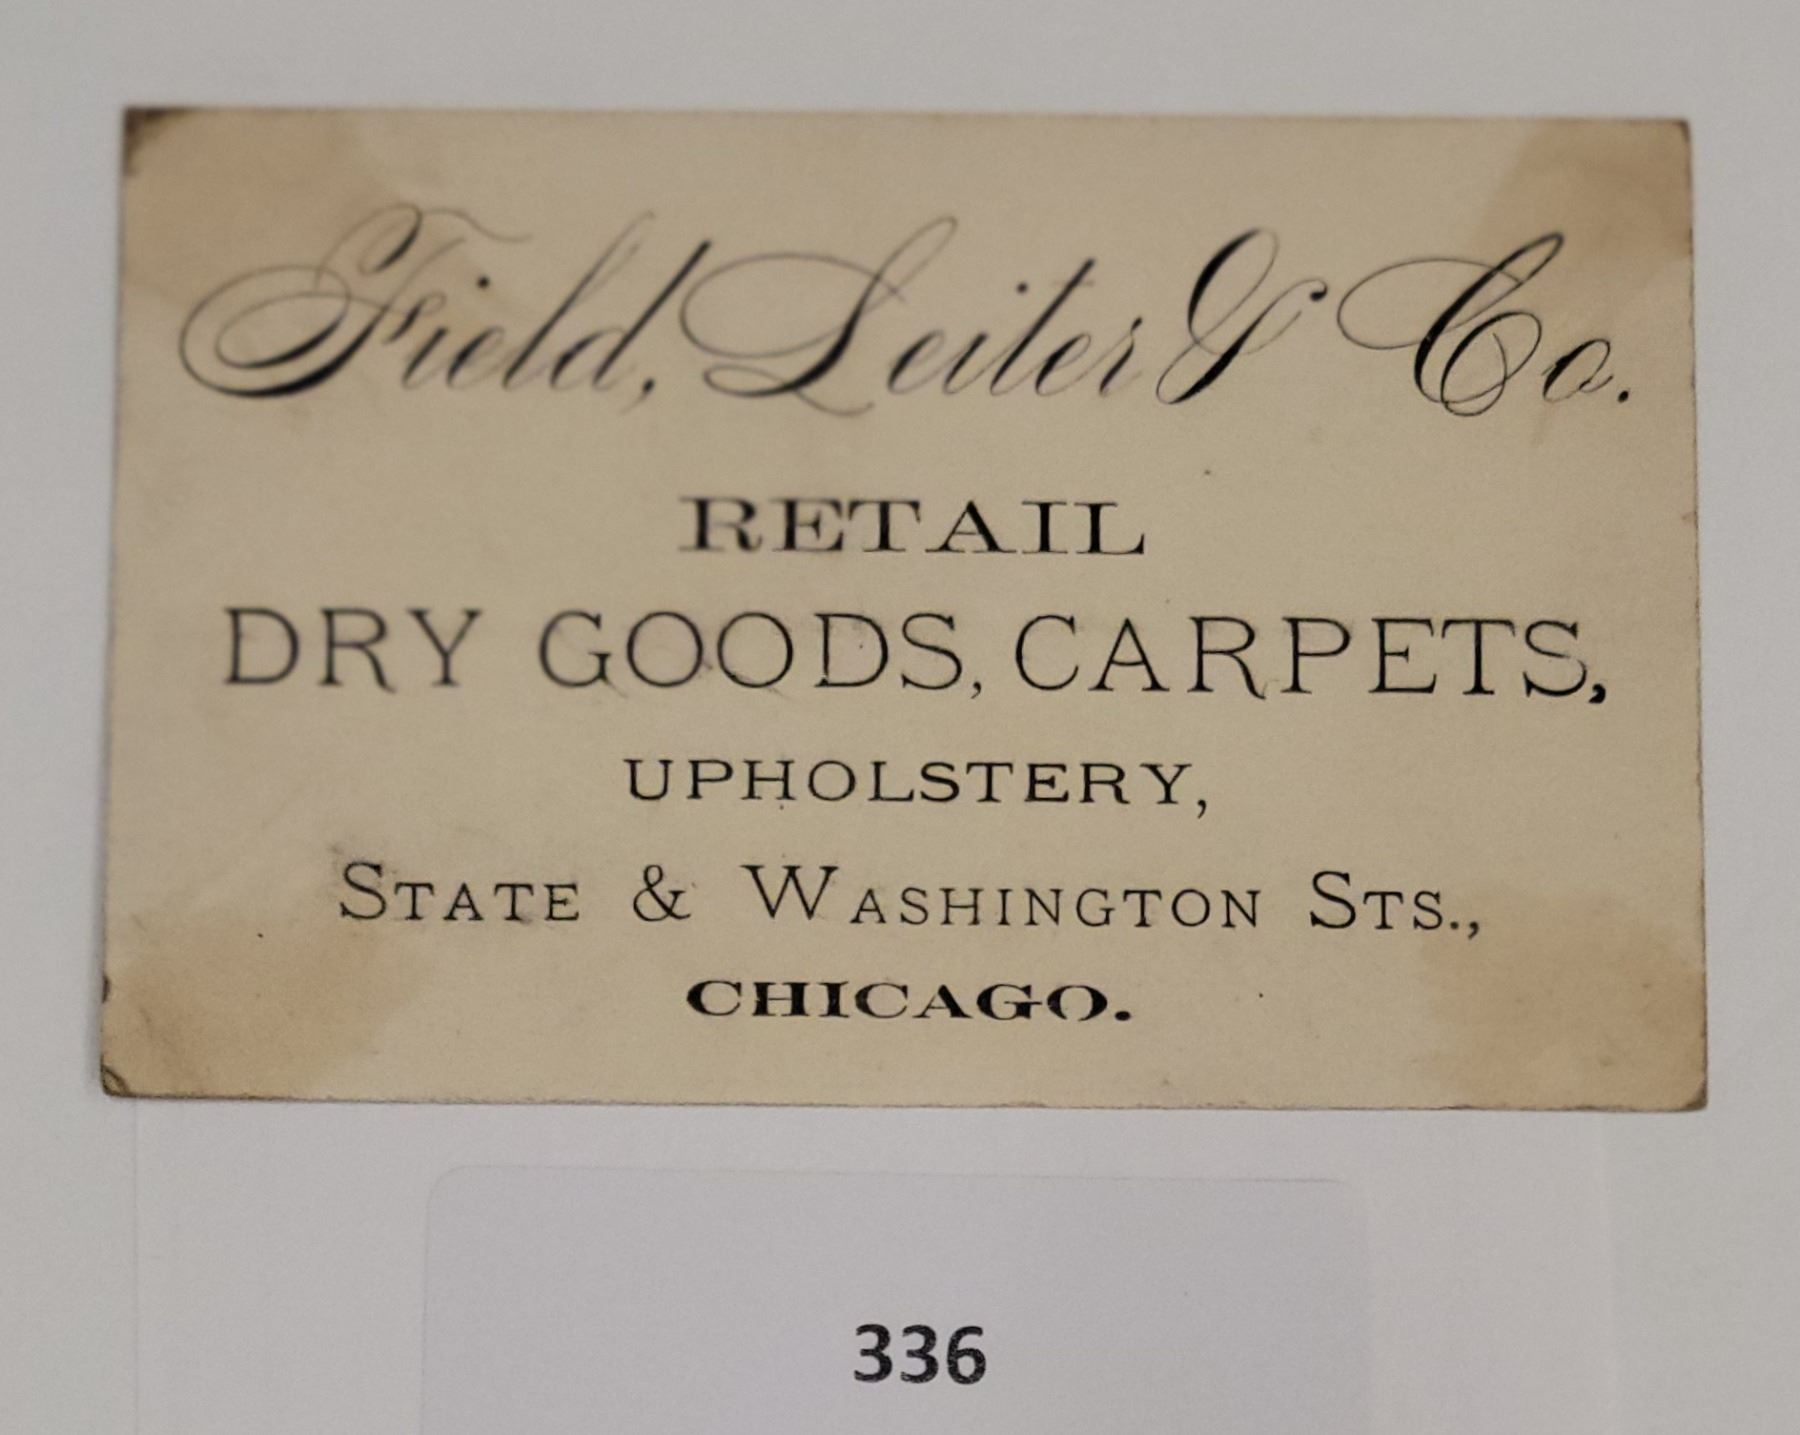 Field, Leiter & Co.
RETAIL
DRY GOODS, CARPETS,
UPHOLSTERY,
STATE & WASHINGTON STS.,
CHICAGO.
336